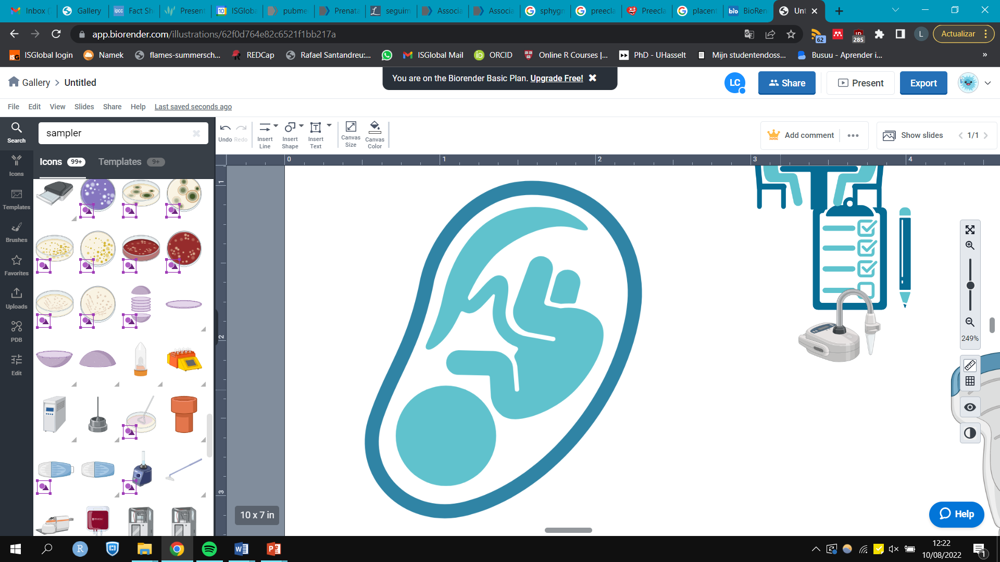 Inbox (
Gallery
Fact Sh
Present
ISGloba
pubme
Prenata
seguim
Associa
Associa
sphygn
preecla
Preecla
placent
BioRen
Unt
app.biorender.com/illustrations/62f0d764e82c6521f1bb217a
62
285
L
Actualizar
ISGlobal login
Namek
flames-summersch...
REDCap
Rafael Santandreu:...
ISGlobal Mail
ORCID
Online R Courses |...
PhD - UHasselt
Mijn studentendoss...
Busuu - Aprender i...
»
Gallery > Untitled
You are on the Biorender Basic Plan. Upgrade Free!
LC
Share
Present
Export
File
Edit
View
Slides
Share
Help
Last saved seconds ago
Search
sampler
Undo
Redo
Insert Line
Insert Shape
Insert Text
Canvas Size
Canvas Color
Add comment
Show slides
1/1
Icons 99+
Templates 9+
0
1
2
3
4
1
2
3
Icons
Templates
Brushes
Favorites
Uploads
PDB
Edit
249%
10 x 7 in
Help
12:22
10/08/2022
1